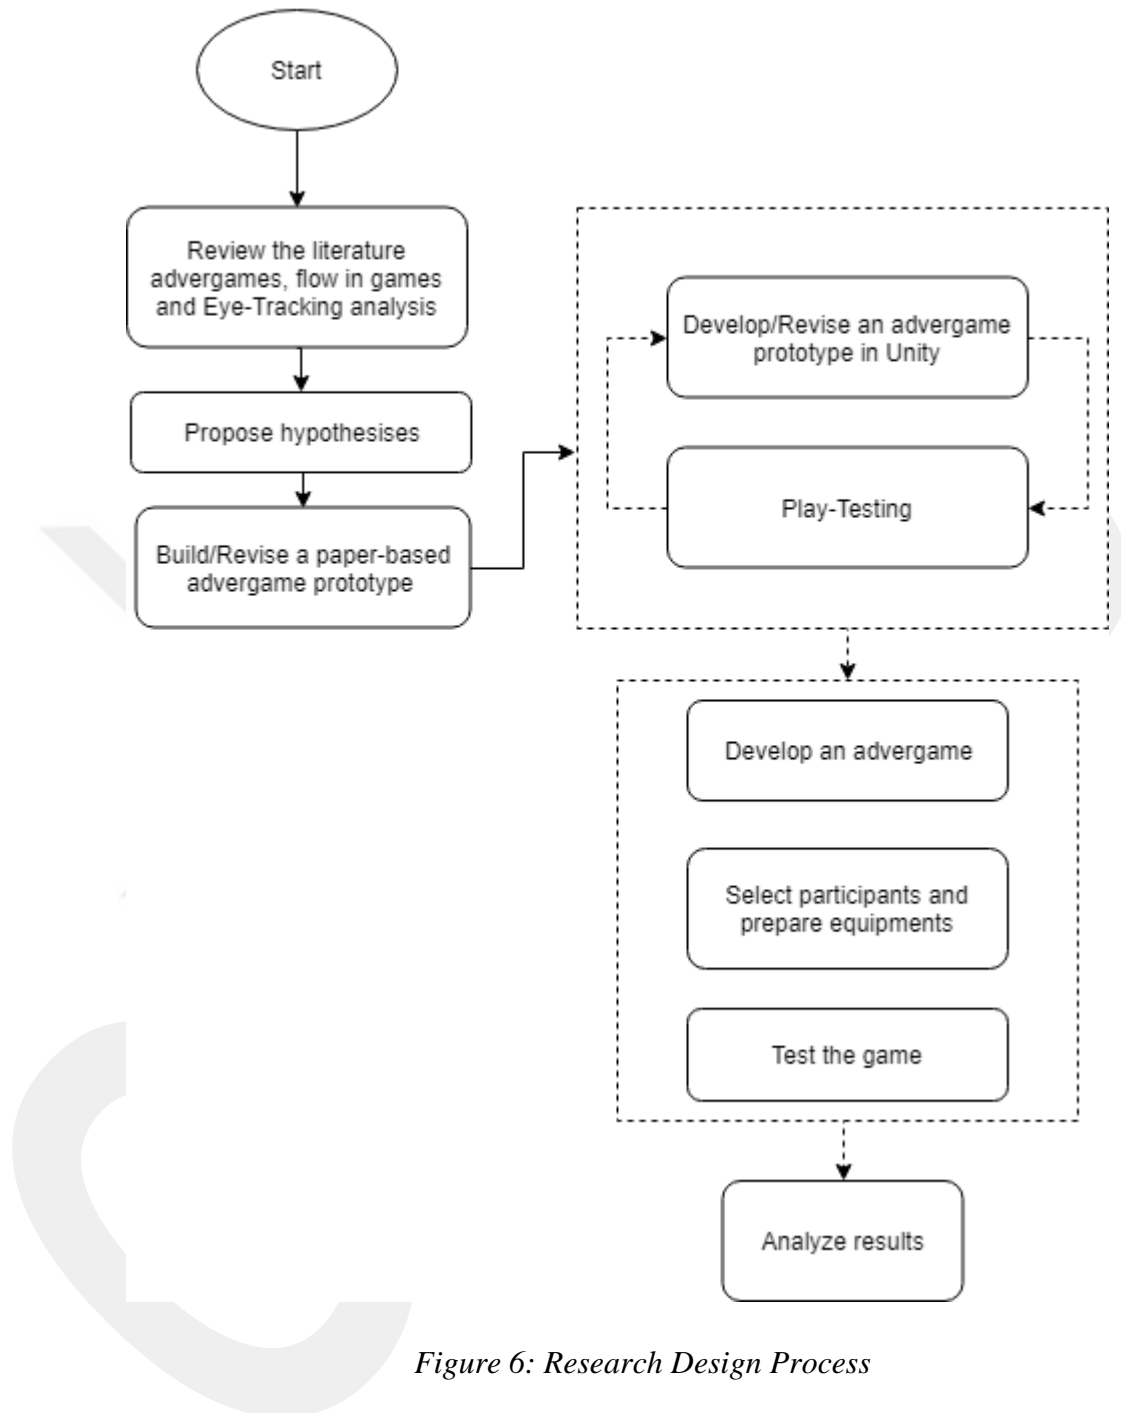 Start
Review the literature
advergames, flow in games
and Eye-Tracking analysis
Propose hypothesises
Build/Revise a paper-based
advergame prototype
Develop/Revise an advergame
prototype in Unity
Play-Testing
Develop an advergame
Select participants and
prepare equipments
Test the game
Analyze results
Figure 6: Research Design Process